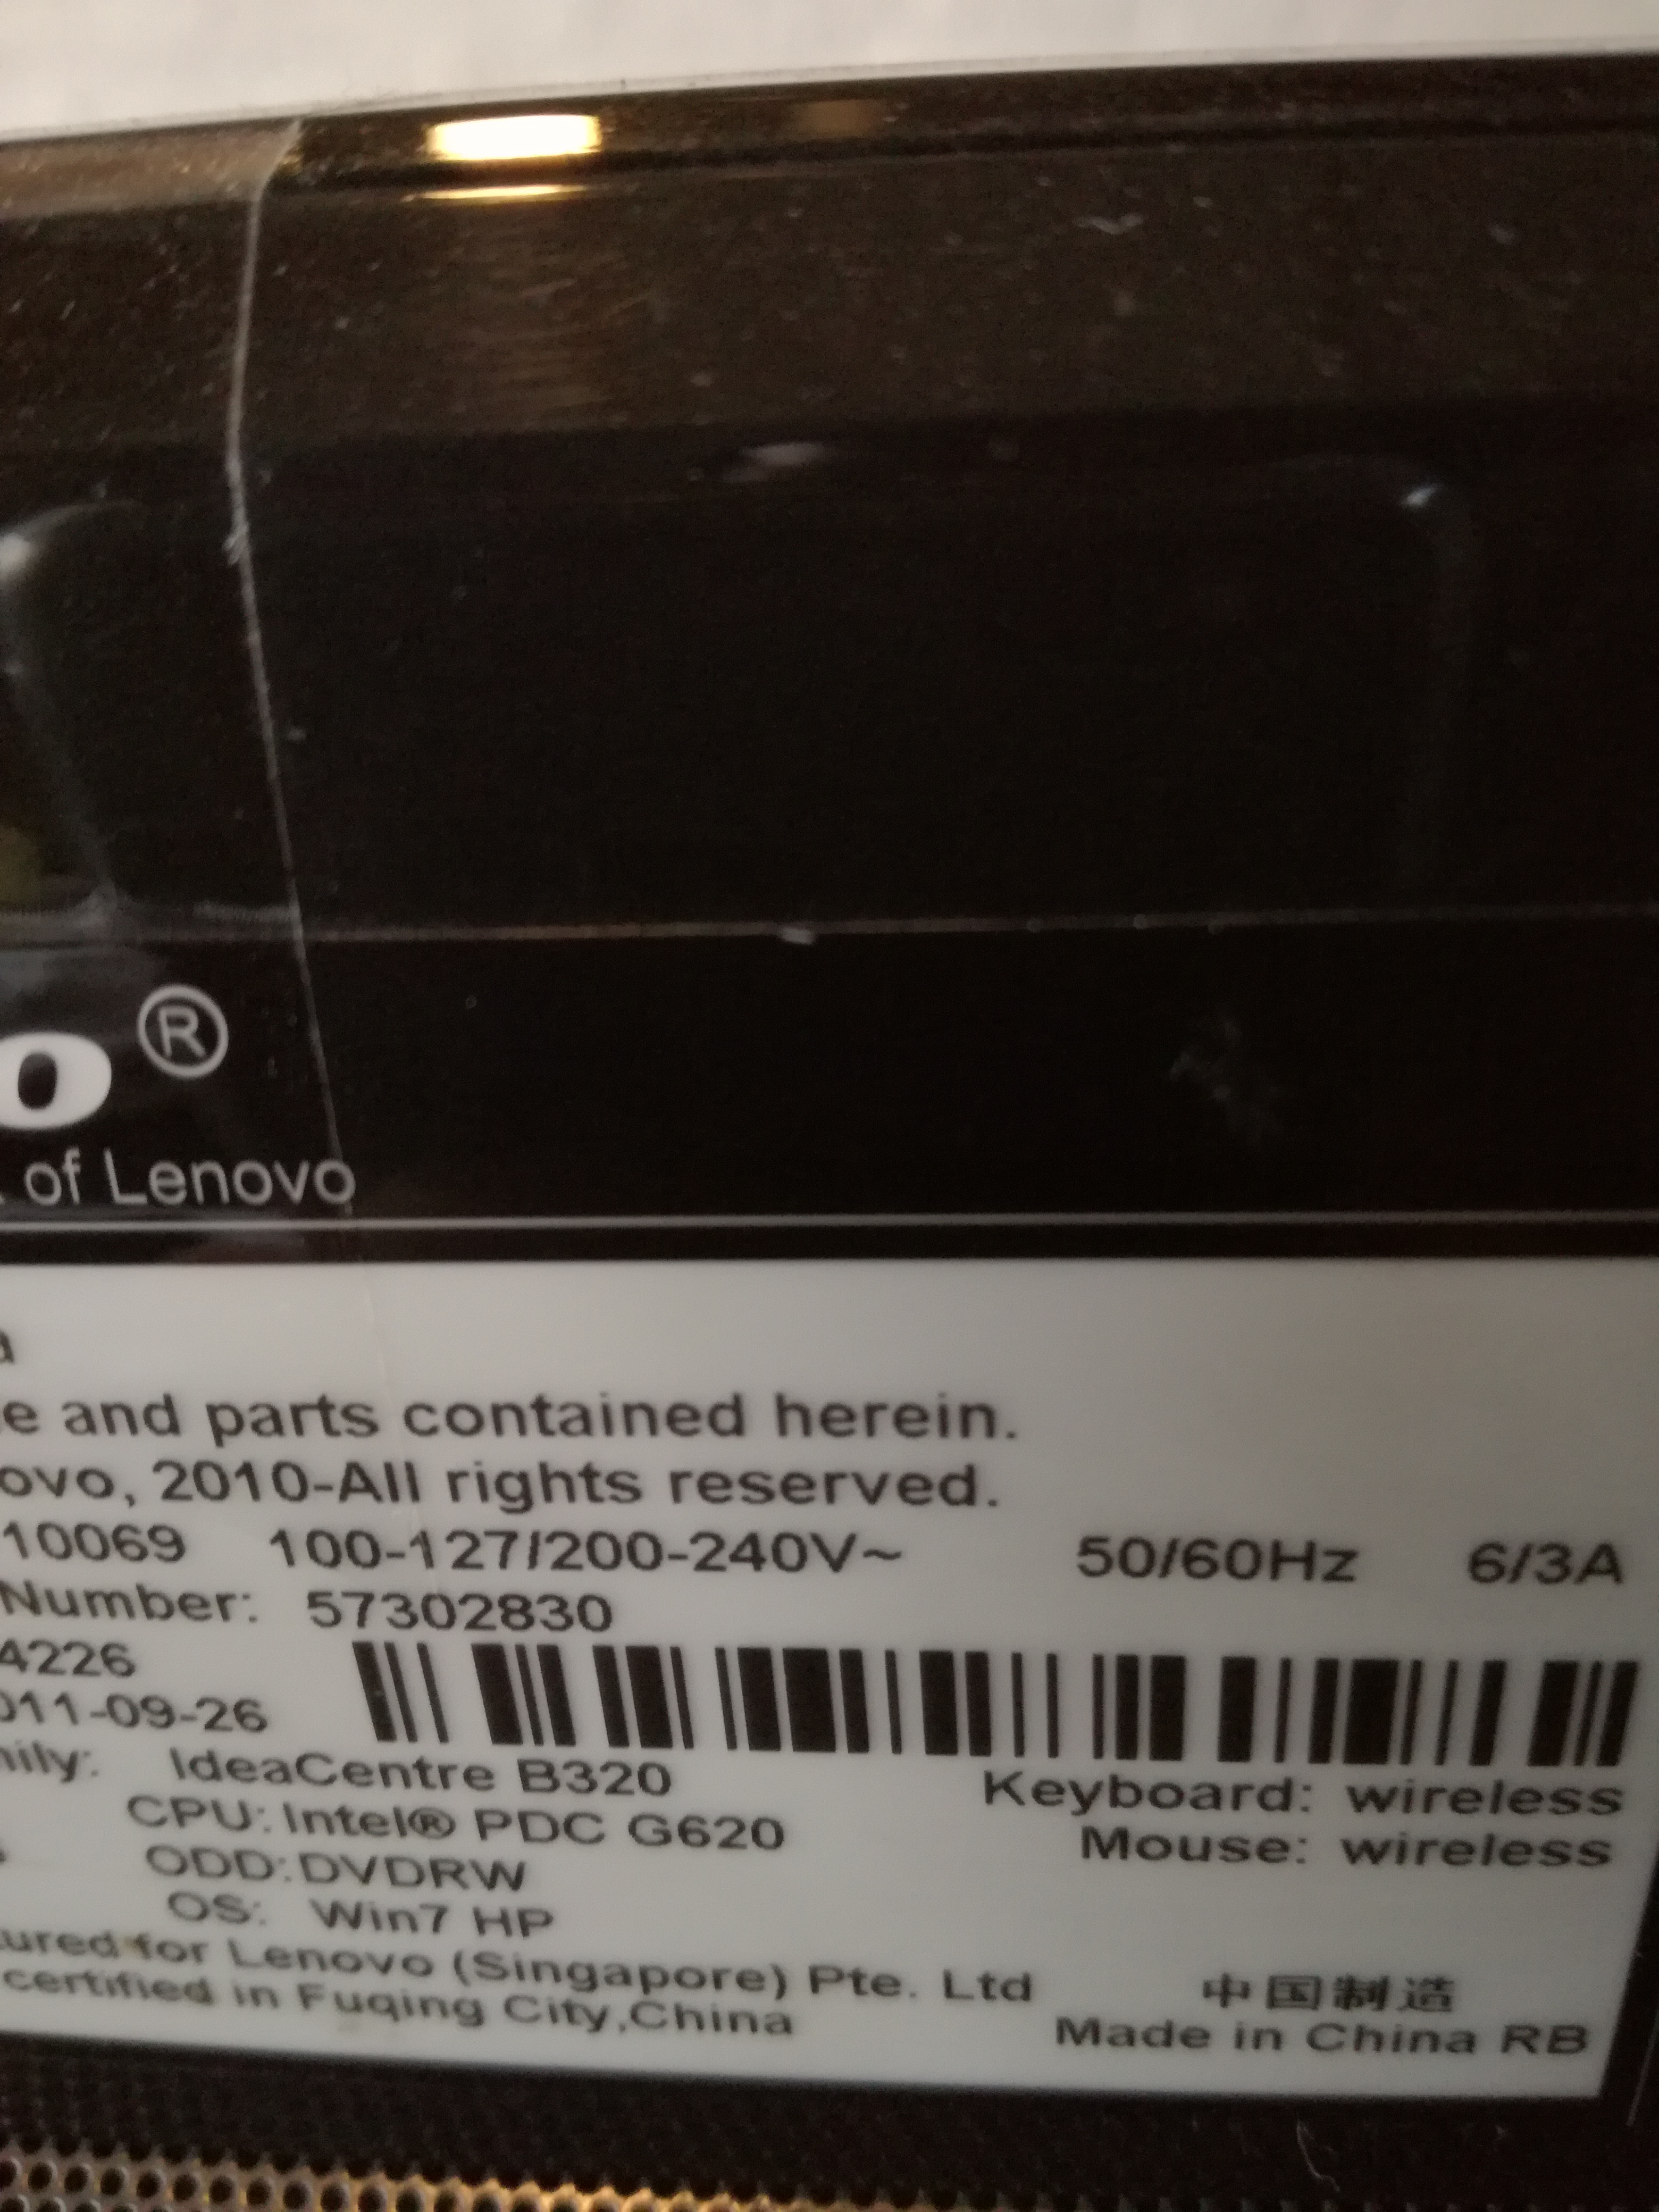 o®
of Lenovo
a
e and parts contained herein.
ovo, 2010-All rights reserved.
10069 100-127/200-240V~ 50/60Hz 6/3A
Number: 57302830
4226
011-09-26
nily: IdeaCentre B320
Keyboard: wireless
CPU: Intel® PDC G620
Mouse: wireless
ODD: DVDRW
OS: Win7 HP
ured for Lenovo (Singapore) Pte. Ltd
certified in Fuqing City,China
中国制造
Made in China RB